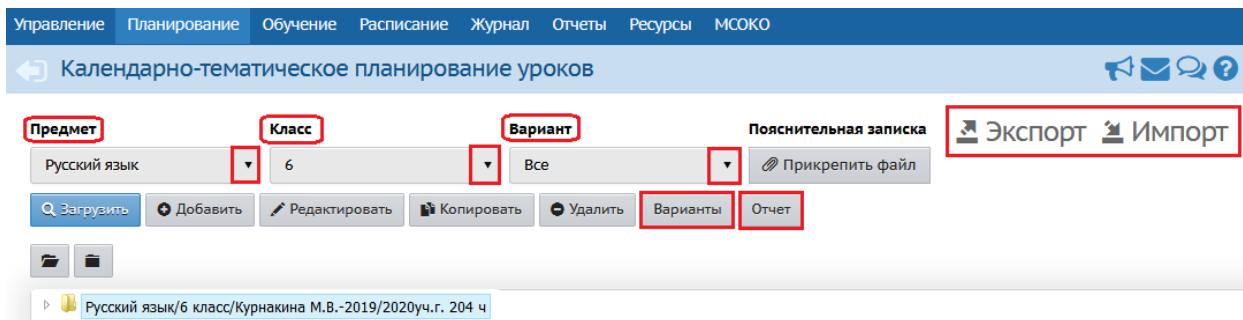 Управление Планирование Обучение Расписание Журнал Отчеты Ресурсы МСОКО
Календарно-тематическое планирование уроков
Предмет Класс Вариант Пояснительная записка Экспорт Импорт
Русский язык 6 Все Прикрепить файл
Загрузить Добавить Редактировать Копировать Удалить Варианты Отчет
Русский язык/6 класс/Курнакина М.В.-2019/2020уч.г. 204 ч